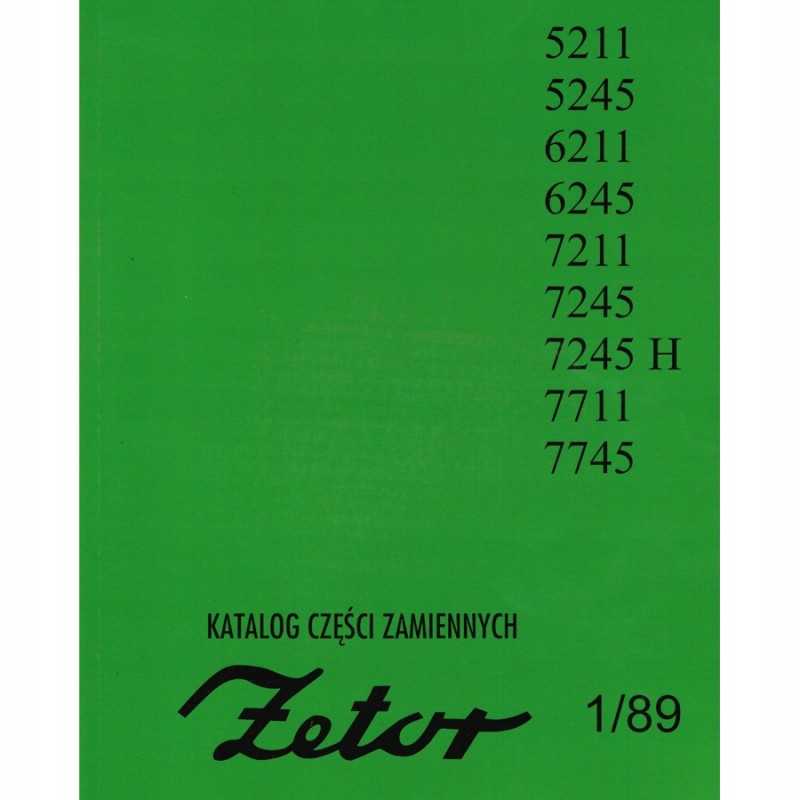 5211
5245
6211
6245
7211
7245
7245 H
7711
7745
KATALOG CZĘŚCI ZAMIENNYCH
Zetor 1/89